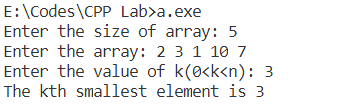 E:\Codes\CPP Lab>a.exe
Enter the size of array: 5
Enter the array: 2 3 1 10 7
Enter the value of k(0<k<n): 3
The kth smallest element is 3